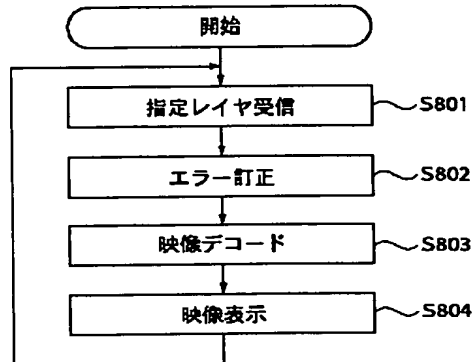 開始
指定レイヤ受信 S801
エラー訂正 S802
映像デコード S803
映像表示 S804